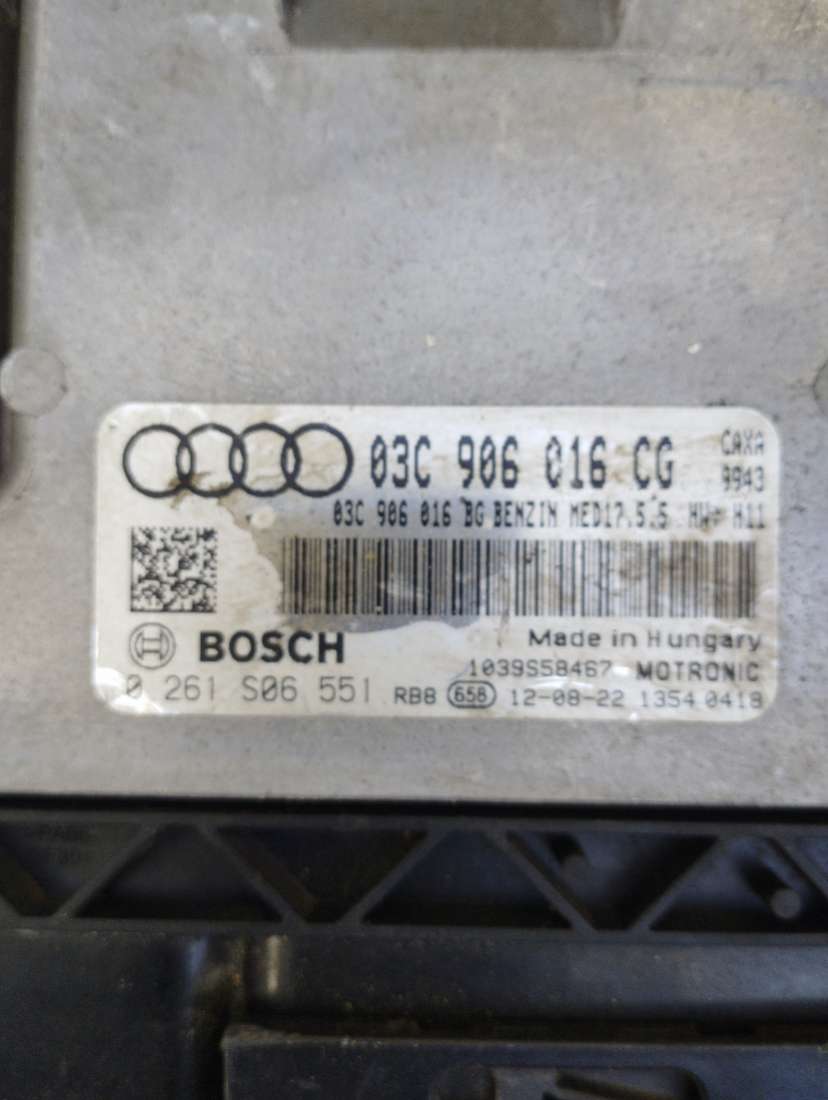 03C 906 016 CG
CAXA
9943
03C 906 016 BG BENZIN MED17.5.5 HW: H11
BOSCH
Made in Hungary
1039S58467 MOTRONIC
0 261 S06 551
RB8 658 12-08-22 1354 0418